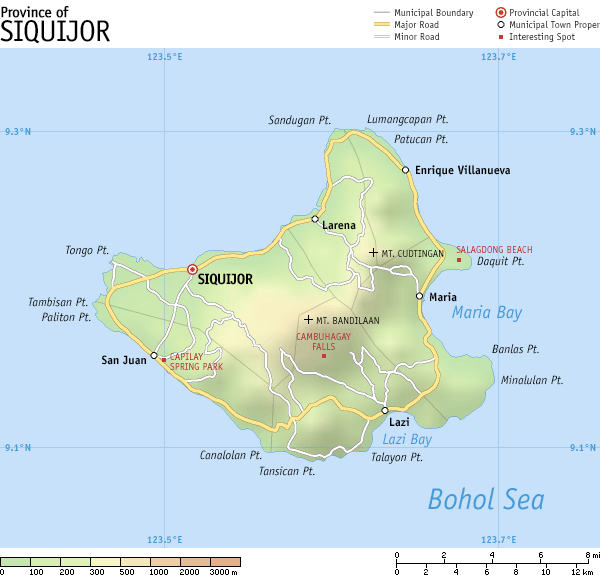 Province of
SIQUIJOR
Municipal Boundary
Major Road
Minor Road
Provincial Capital
Municipal Town Proper
Interesting Spot
123.5°E
123.7°E
9.3°N
9.3°N
Sandugan Pt.
Lumangcapan Pt.
Patucan Pt.
Enrique Villanueva
Larena
Tongo Pt.
MT. CUDTINGAN
SALAGDONG BEACH
Daquit Pt.
SIQUIJOR
Maria
Tambisan Pt.
Paliton Pt.
Maria Bay
MT. BANDILAAN
CAMBUHAGAY
FALLS
San Juan
CAPILAY
SPRING PARK
Banlas Pt.
Minalulan Pt.
Lazi
Lazi Bay
Canalolan Pt.
Talayon Pt.
Tansican Pt.
9.1°N
9.1°N
Bohol Sea
123.5°E
123.7°E
0 100 200 300 500 1000 2000 3000 m
0 2 4 6 8 mi
0 2 4 6 8 10 12 km